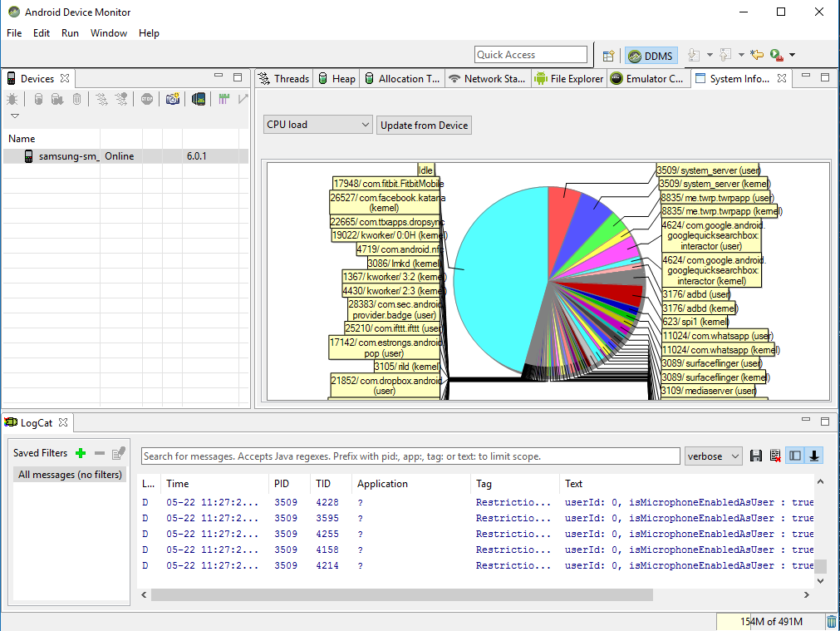 Android Device Monitor
File Edit Run Window Help
Quick Access
DDMS
Devices
Threads
Heap
Allocation T...
Network Sta...
File Explorer
Emulator C...
System Info...
Name
samsung-sm_ Online 6.0.1
CPU load
Update from Device
Idle
17948/ com.fitbit.FitbitMobile
26527/ com.facebook.katana
(kernel)
22665/ com.ttxapps.dropsync
19022/ kworker/ 0:0H (kernel)
4719/ com.android.nfc
3086/ lmkd (kernel)
1367/ kworker/ 3:2 (kernel)
4430/ kworker/ 2:3 (kernel)
28383/ com.sec.android.
provider.badge (user)
25210/ com.ifttt.ifttt (user)
17142/ com.estrongs.android.
pop (user)
3105/ rild (kernel)
21852/ com.dropbox.android
(user)
3509/ system_server (user)
3509/ system_server (kernel)
8835/ me.twrp.twrpapp (user)
8835/ me.twrp.twrpapp (kernel)
4624/ com.google.android.
googlequicksearchbox:
interactor (user)
4624/ com.google.android.
googlequicksearchbox:
interactor (kernel)
3176/ adbd (user)
3176/ adbd (kernel)
623/ spi1 (kernel)
11024/ com.whatsapp (user)
11024/ com.whatsapp (kernel)
3089/ surfaceflinger (user)
3089/ surfaceflinger (kernel)
3109/ mediaserver (user)
LogCat
Saved Filters
All messages (no filters)
Search for messages. Accepts Java regexes. Prefix with pid:, app:, tag: or text: to limit scope.
verbose
L... Time PID TID Application Tag Text
D 05-22 11:27:2... 3509 4228 ? Restrictio... userId: 0, isMicrophoneEnabledAsUser : true
D 05-22 11:27:2... 3509 3595 ? Restrictio... userId: 0, isMicrophoneEnabledAsUser : true
D 05-22 11:27:2... 3509 4255 ? Restrictio... userId: 0, isMicrophoneEnabledAsUser : true
D 05-22 11:27:2... 3509 4158 ? Restrictio... userId: 0, isMicrophoneEnabledAsUser : true
D 05-22 11:27:2... 3509 4214 ? Restrictio... userId: 0, isMicrophoneEnabledAsUser : true
154M of 491M